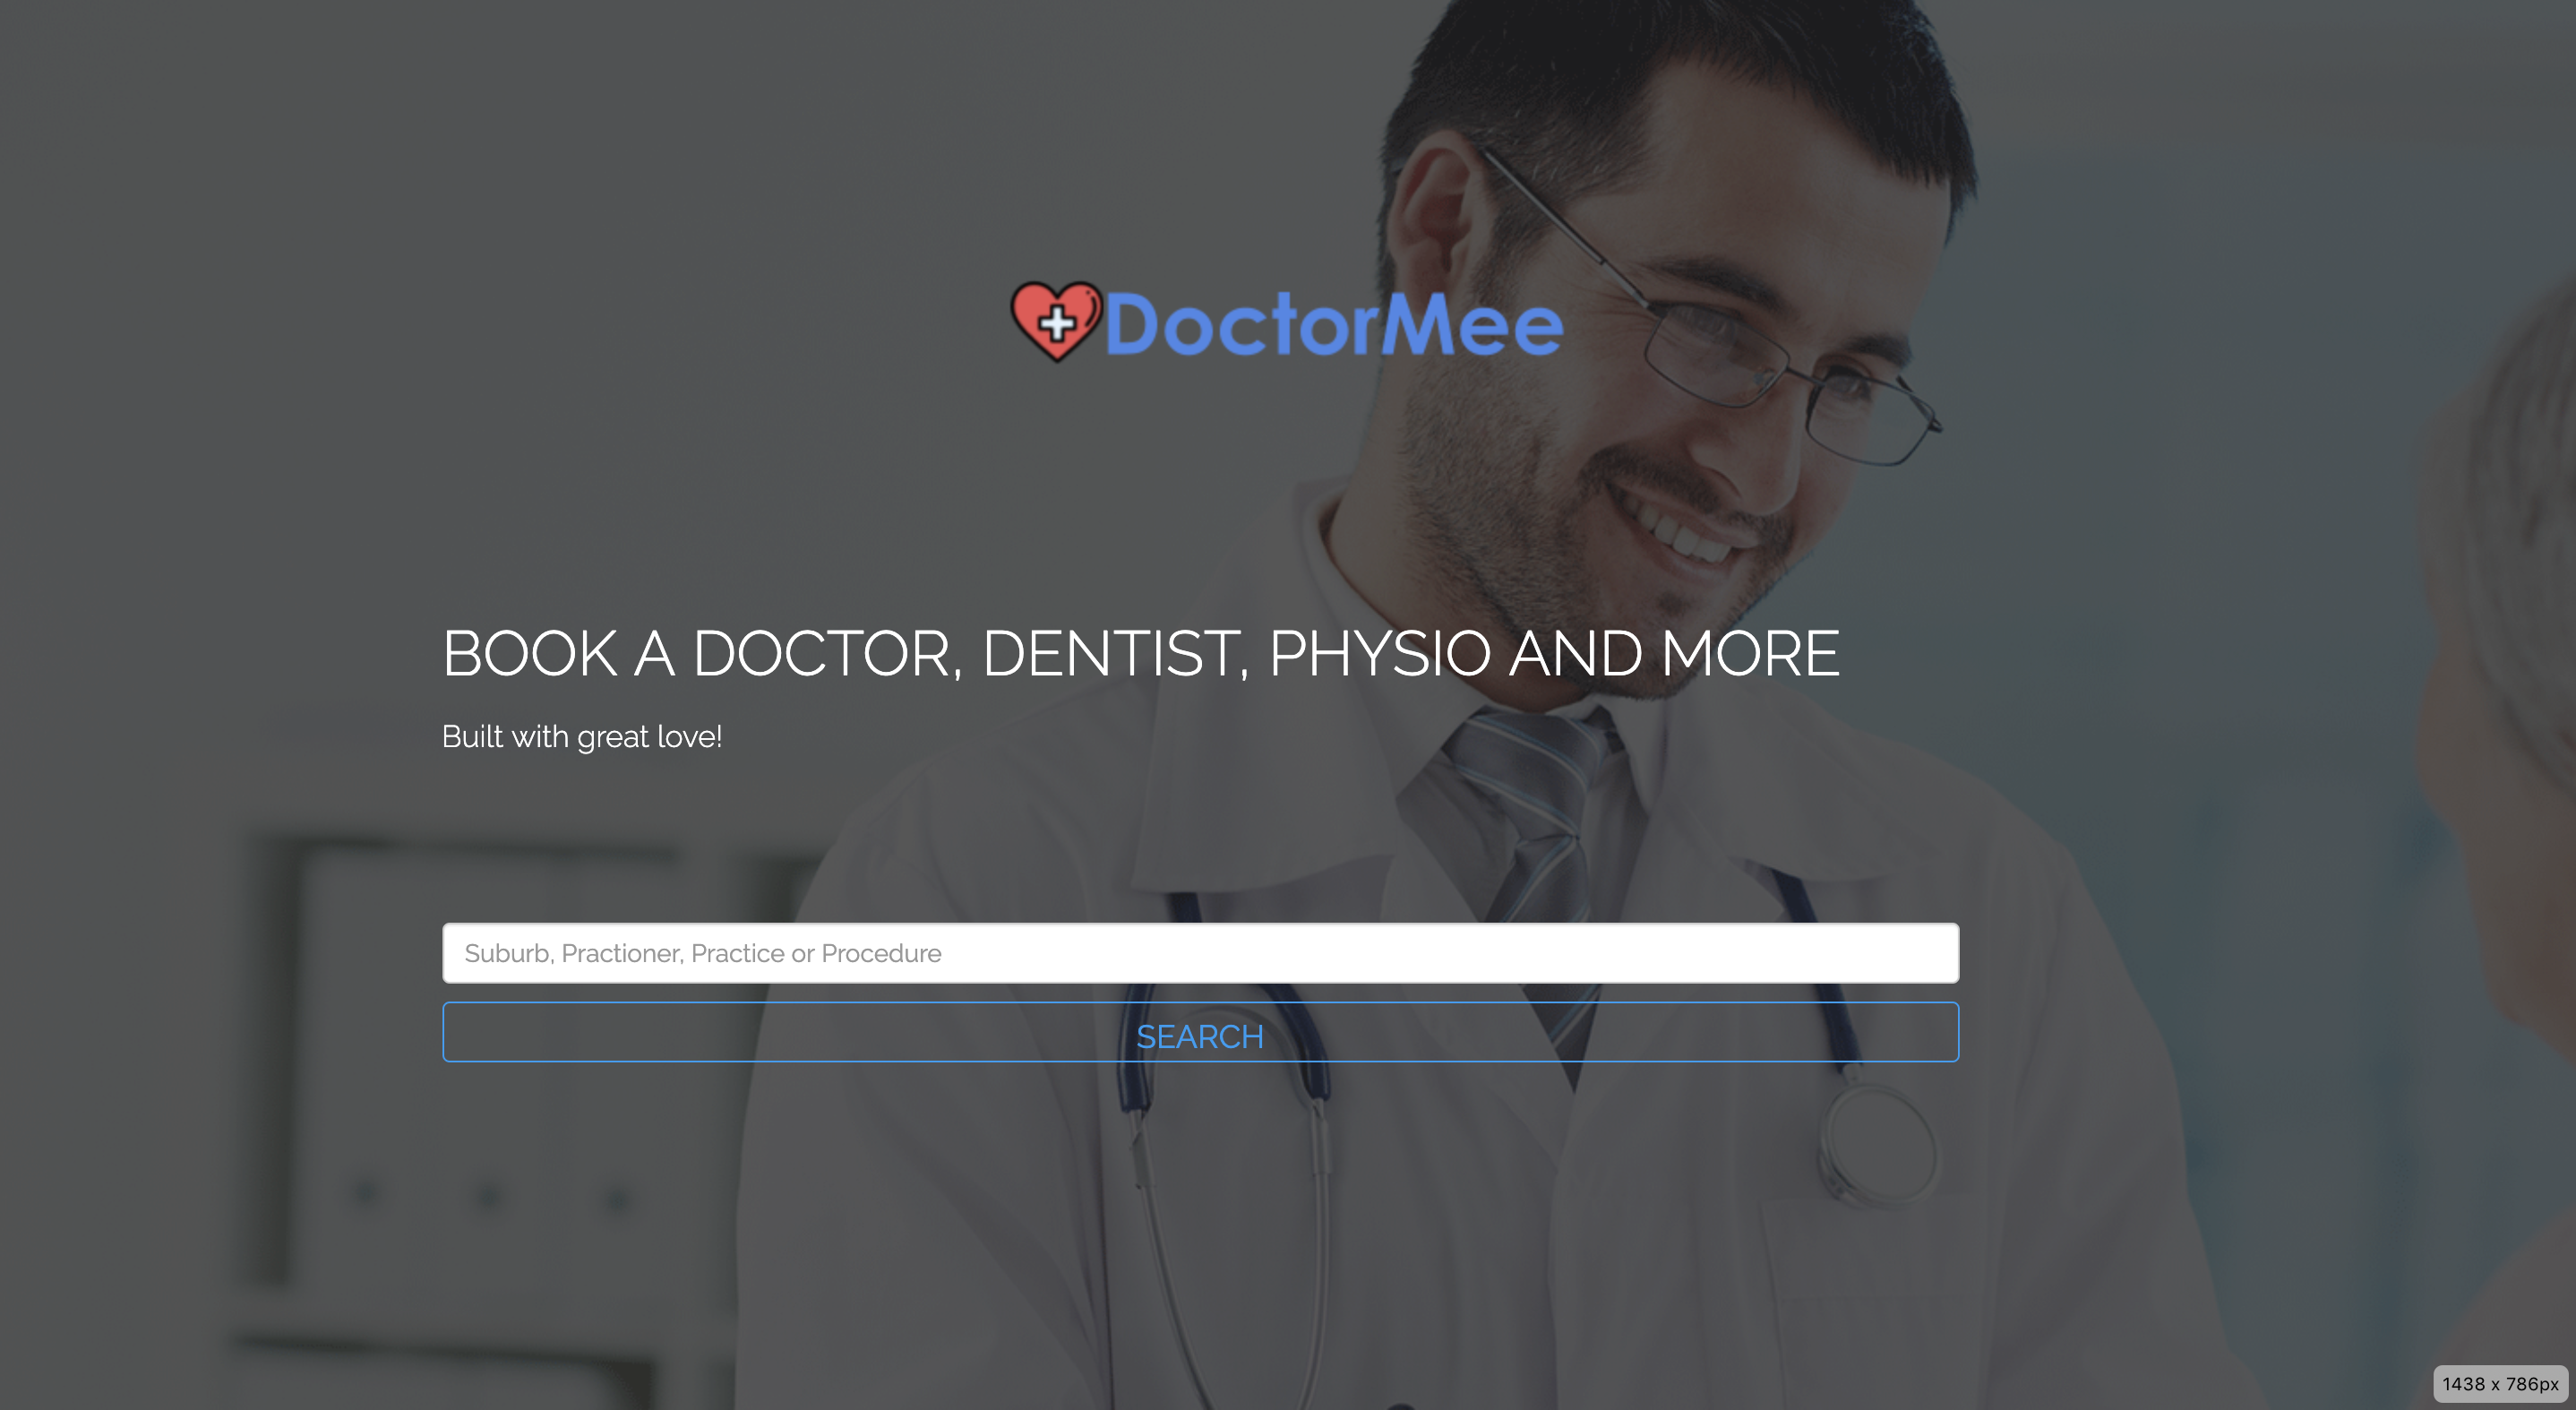 DoctorMee
BOOK A DOCTOR, DENTIST, PHYSIO AND MORE
Built with great love!
Suburb, Practioner, Practice or Procedure
SEARCH
1438 x 786px